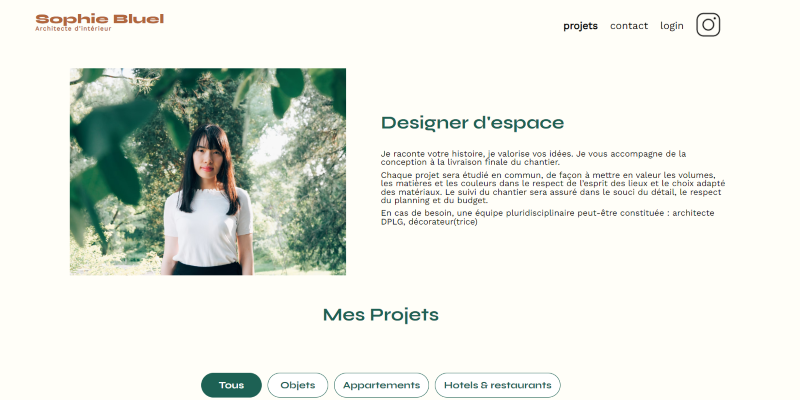 Sophie Bluel
Architecte d'intérieur
projets contact login
Designer d'espace
Je raconte votre histoire, je valorise vos idées. Je vous accompagne de la
conception à la livraison finale du chantier.
Chaque projet sera étudié en commun, de façon à mettre en valeur les volumes,
les matières et les couleurs dans le respect de l'esprit des lieux et le choix adapté
des matériaux. Le suivi du chantier sera assuré dans le souci du détail, le respect
du planning et du budget.
En cas de besoin, une équipe pluridisciplinaire peut-être constituée : architecte
DPLG, décorateur(trice)
Mes Projets
Tous Objets Appartements Hotels & restaurants